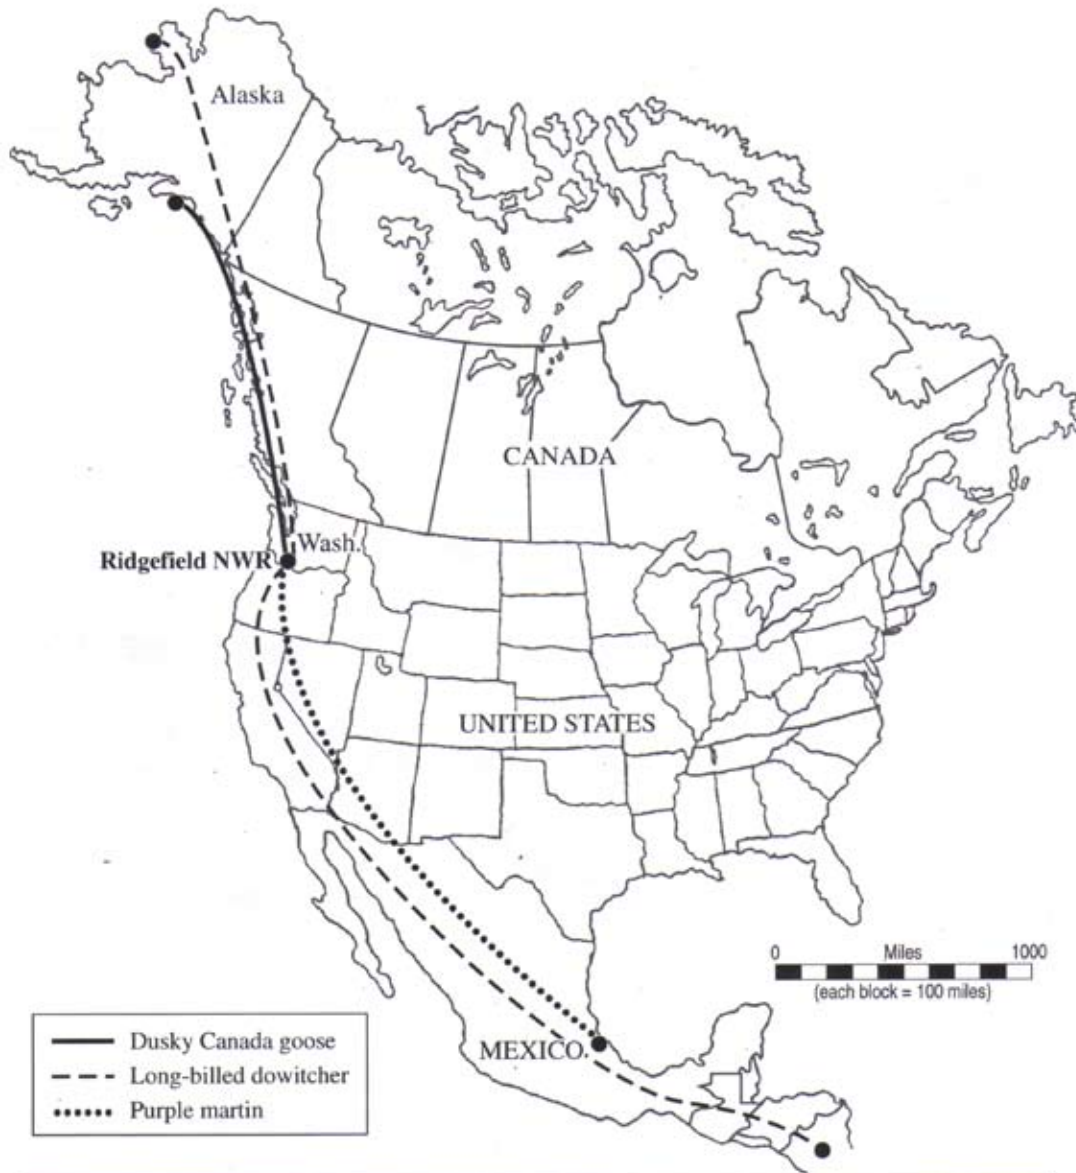 Alaska
CANADA
Wash.
Ridgefield NWR
UNITED STATES
0 Miles 1000
(each block = 100 miles)
MEXICO
Dusky Canada goose
Long-billed dowitcher
Purple martin